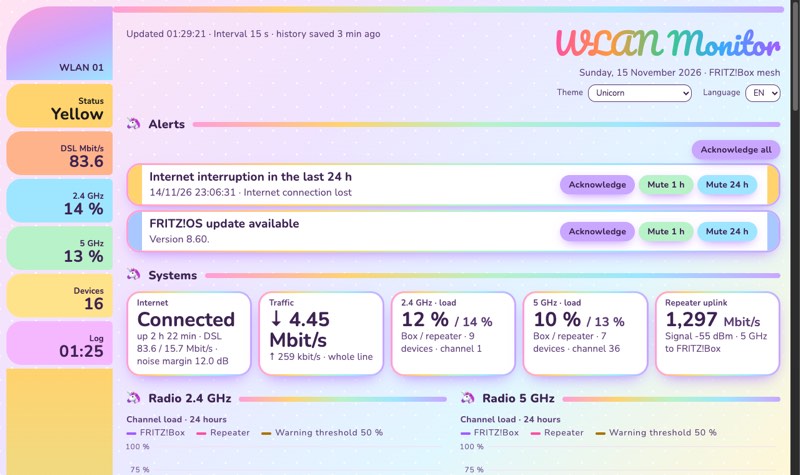 WLAN 01
Status
Yellow
DSL Mbit/s
83.6
2.4 GHz
14 %
5 GHz
13 %
Devices
16
Log
01:25
Updated 01:29:21 · Interval 15 s · history saved 3 min ago
WLAN Monitor
Sunday, 15 November 2026 · FRITZ!Box mesh
Theme Unicorn Language EN
Alerts
Acknowledge all
Internet interruption in the last 24 h
14/11/26 23:06:31 · Internet connection lost
Acknowledge Mute 1 h Mute 24 h
FRITZ!OS update available
Version 8.60.
Acknowledge Mute 1 h Mute 24 h
Systems
Internet
Connected
up 2 h 22 min · DSL
83.6 / 15.7 Mbit/s ·
noise margin 12.0 dB
Traffic
↓ 4.45
Mbit/s
↑ 259 kbit/s · whole line
2.4 GHz · load
12 % / 14 %
Box / repeater · 9
devices · channel 1
5 GHz · load
10 % / 13 %
Box / repeater · 7
devices · channel 36
Repeater uplink
1,297 Mbit/s
Signal -55 dBm · 5 GHz
to FRITZ!Box
Radio 2.4 GHz
Channel load · 24 hours
FRITZ!Box Repeater Warning threshold 50 %
100 %
75 %
Radio 5 GHz
Channel load · 24 hours
FRITZ!Box Repeater Warning threshold 50 %
100 %
75 %